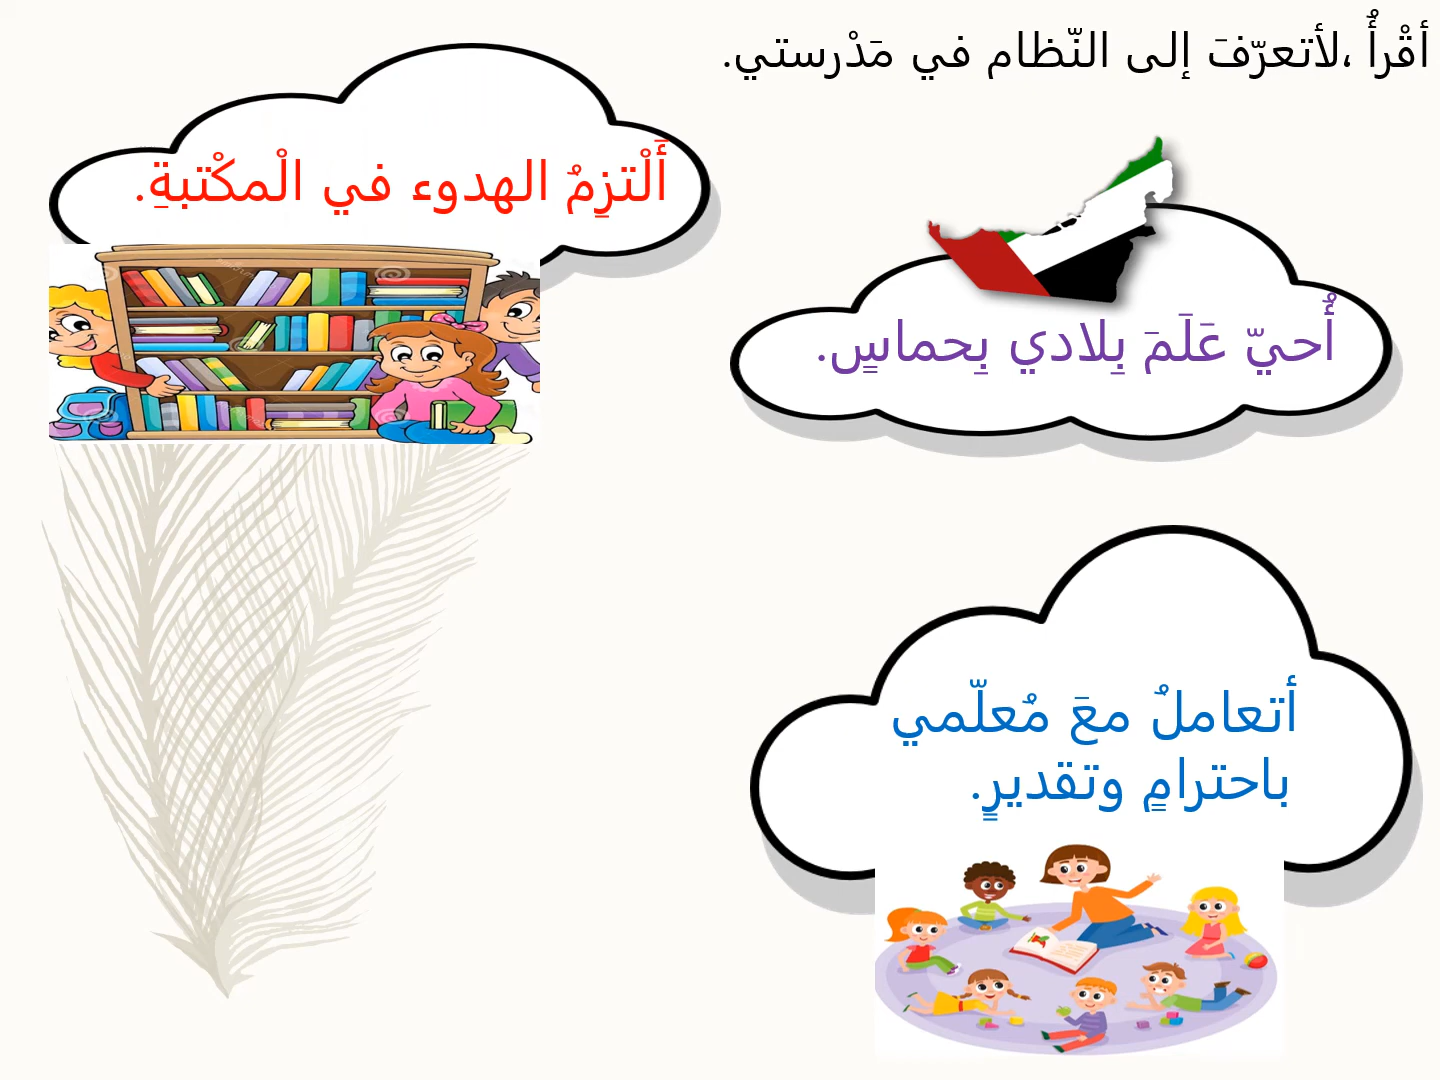 أقْرأُ ،لأتعرّفَ إلى النّظام في مَدْرستي.
أُحيّ عَلَمَ بِلادي بِحماسٍ.
أَلْتزِمُ الهدوء في الْمكْتبةِ.
أتعاملُ معَ مُعلّمي
باحترامٍ وتقديرٍ.